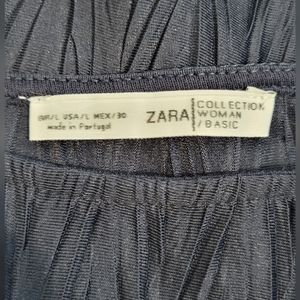 EUR/L USA/L MEX/30
made in Portugal
ZARA
COLLECTION
WOMAN
/ BASIC